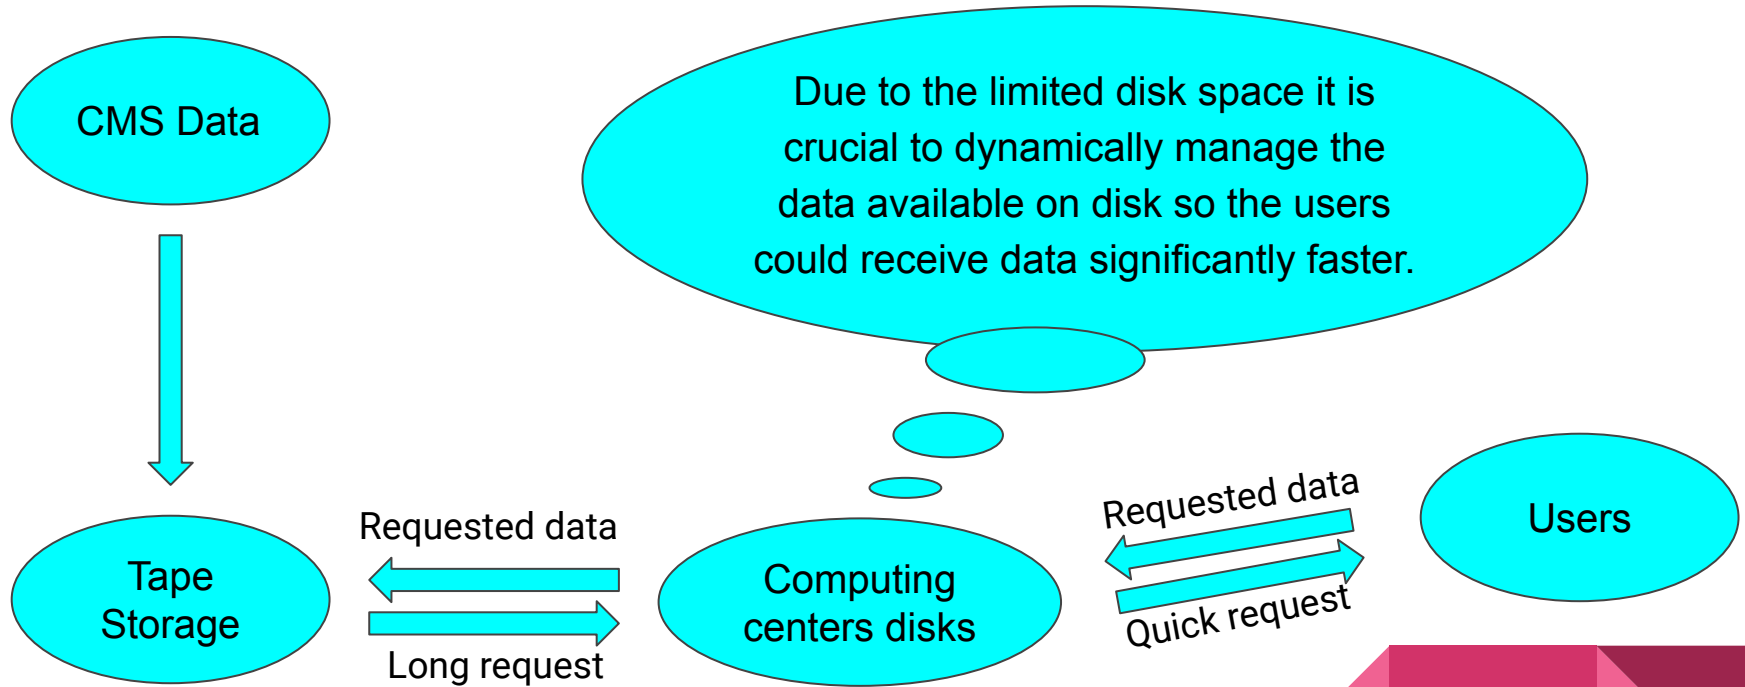 CMS Data
Due to the limited disk space it is
crucial to dynamically manage the
data available on disk so the users
could receive data significantly faster.
Requested data
Users
Requested data
Tape
Storage
Computing
centers disks
Quick request
Long request